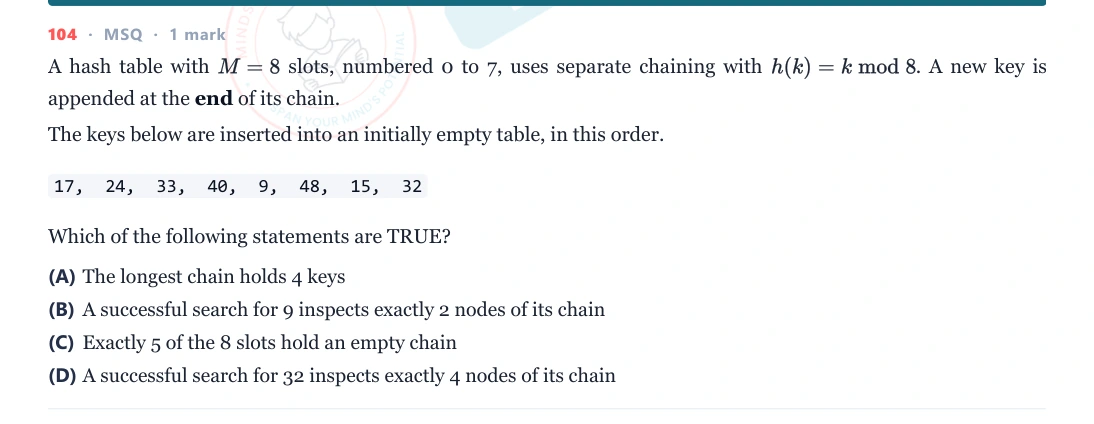 104 · MSQ · 1 mark
A hash table with M = 8 slots, numbered 0 to 7, uses separate chaining with h(k) = k mod 8. A new key is
appended at the end of its chain.
The keys below are inserted into an initially empty table, in this order.
17, 24, 33, 40, 9, 48, 15, 32
Which of the following statements are TRUE?
(A) The longest chain holds 4 keys
(B) A successful search for 9 inspects exactly 2 nodes of its chain
(C) Exactly 5 of the 8 slots hold an empty chain
(D) A successful search for 32 inspects exactly 4 nodes of its chain